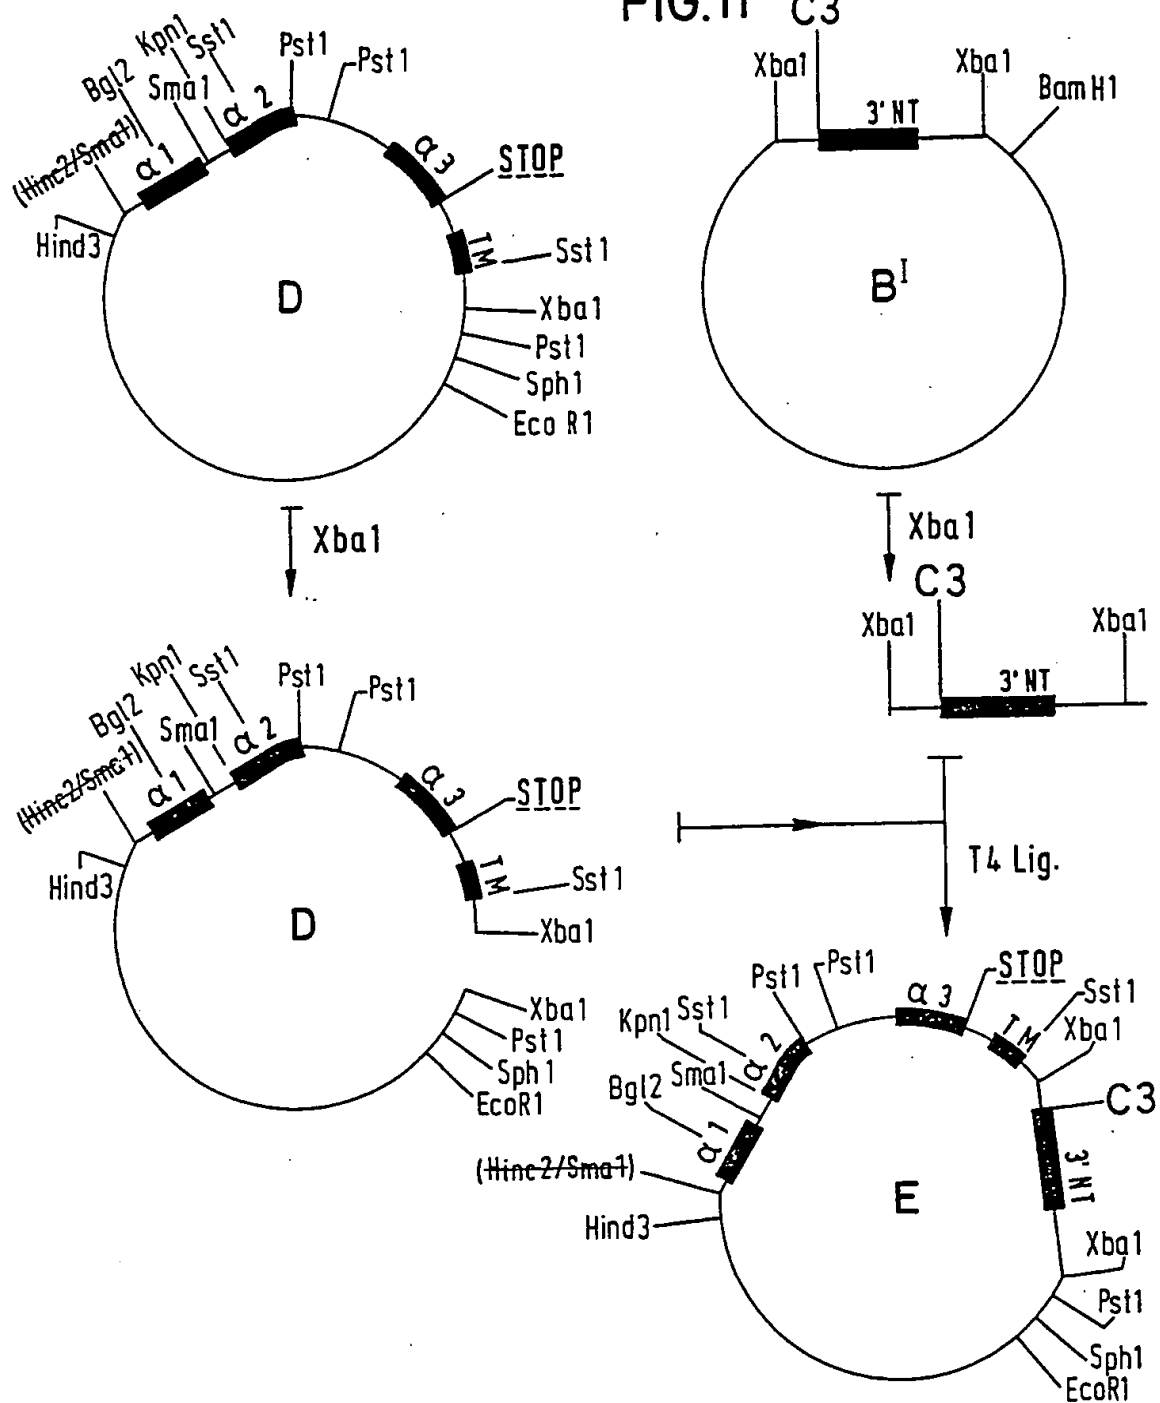 FIG.11
C3
Kpn1
Sst1
Bgl2
Sma1
Pst1
Pst1
α 2
(Hinc2/Sma1)
α 1
α 3
STOP
Hind3
TM
Sst1
D
Xba1
Pst1
Sph1
Eco R1
Xba1
Xba1
BamH1
3' NT
B^I
Xba1
Xba1
C3
Xba1
Xba1
3' NT
Kpn1
Sst1
Bgl2
Sma1
Pst1
Pst1
α 2
(Hinc2/Sma1)
α 1
α 3
STOP
Hind3
TM
Sst1
D
Xba1
Xba1
Pst1
Sph1
EcoR1
T4 Lig.
Pst1
Pst1
α 3
STOP
Kpn1
Sst1
α 2
TM
Sst1
Xba1
Bgl2
Sma1
C3
α 1
(Hinc2/Sma1)
3' NT
E
Hind3
Xba1
Pst1
Sph1
EcoR1